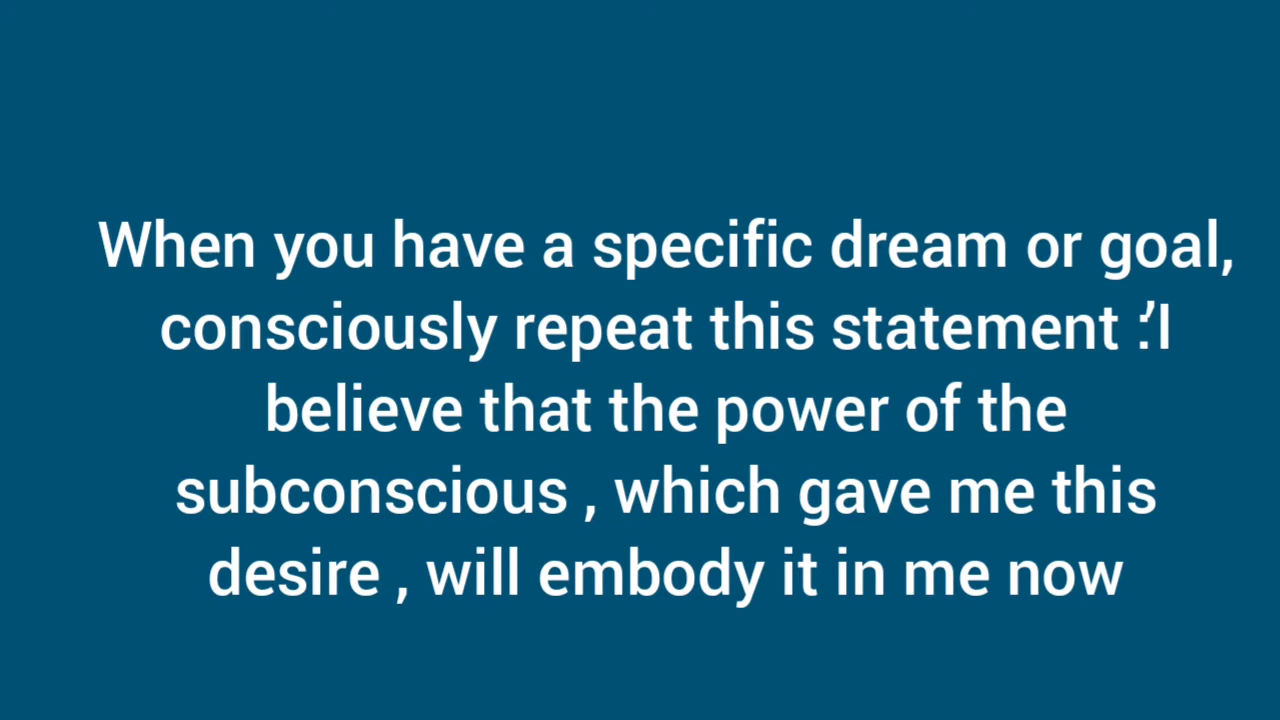 When you have a specific dream or goal,
consciously repeat this statement :'I
believe that the power of the
subconscious , which gave me this
desire , will embody it in me now